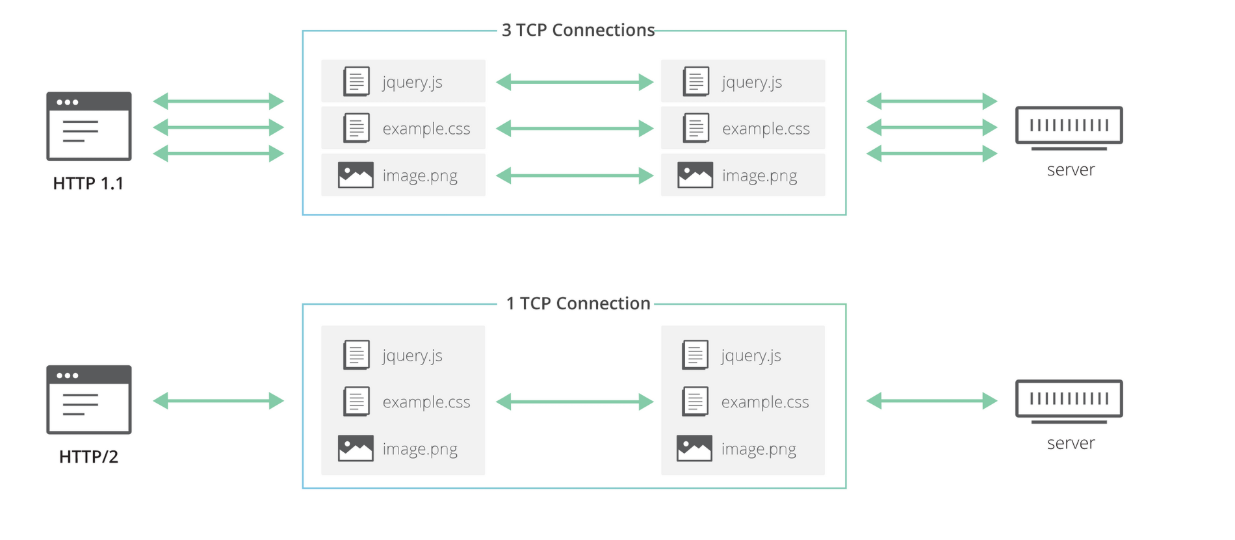 3 TCP Connections
jquery.js
jquery.js
example.css
example.css
image.png
image.png
HTTP 1.1
server
1 TCP Connection
jquery.js
jquery.js
example.css
example.css
image.png
image.png
HTTP/2
server